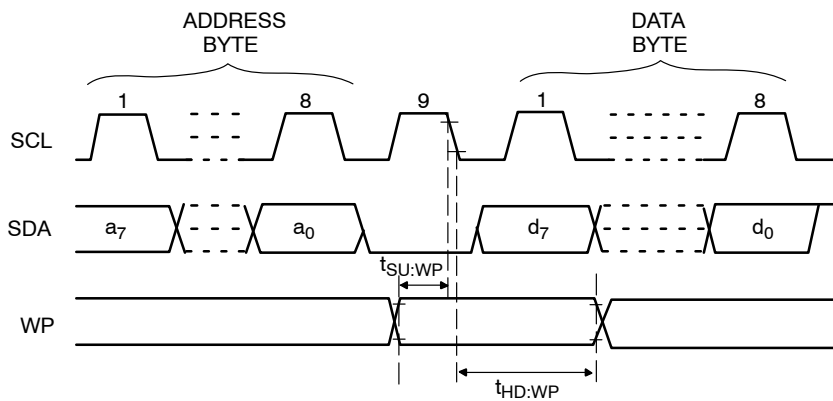 ADDRESS
BYTE
DATA
BYTE
1 8 9 1 8
SCL
SDA a7 a0 d7 d0
tSU:WP
WP
tHD:WP